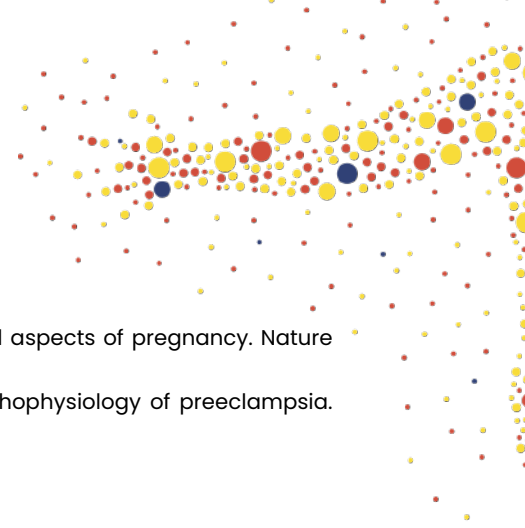 aspects of pregnancy. Nature
hophysiology of preeclampsia.